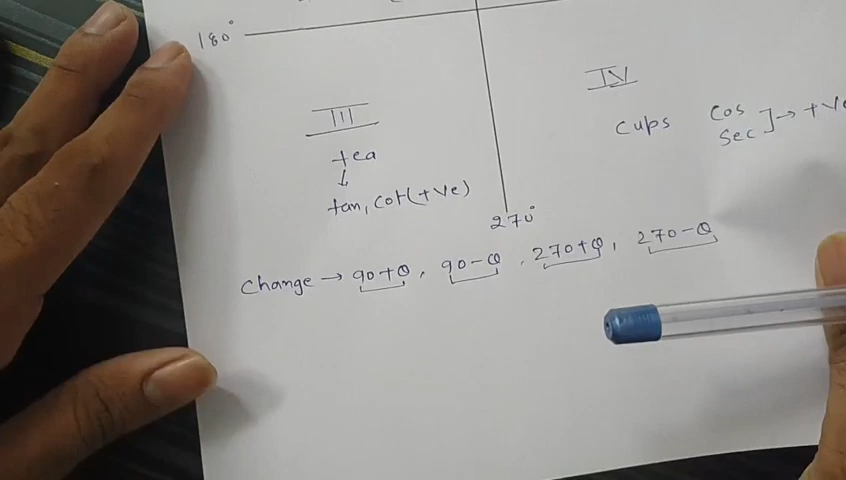 180°
III
IV
tea
cups cos
sec ] → +ve
↓
tan, cot (+ve)
270°
Change → 90+θ, 90-θ, 270+θ, 270-θ